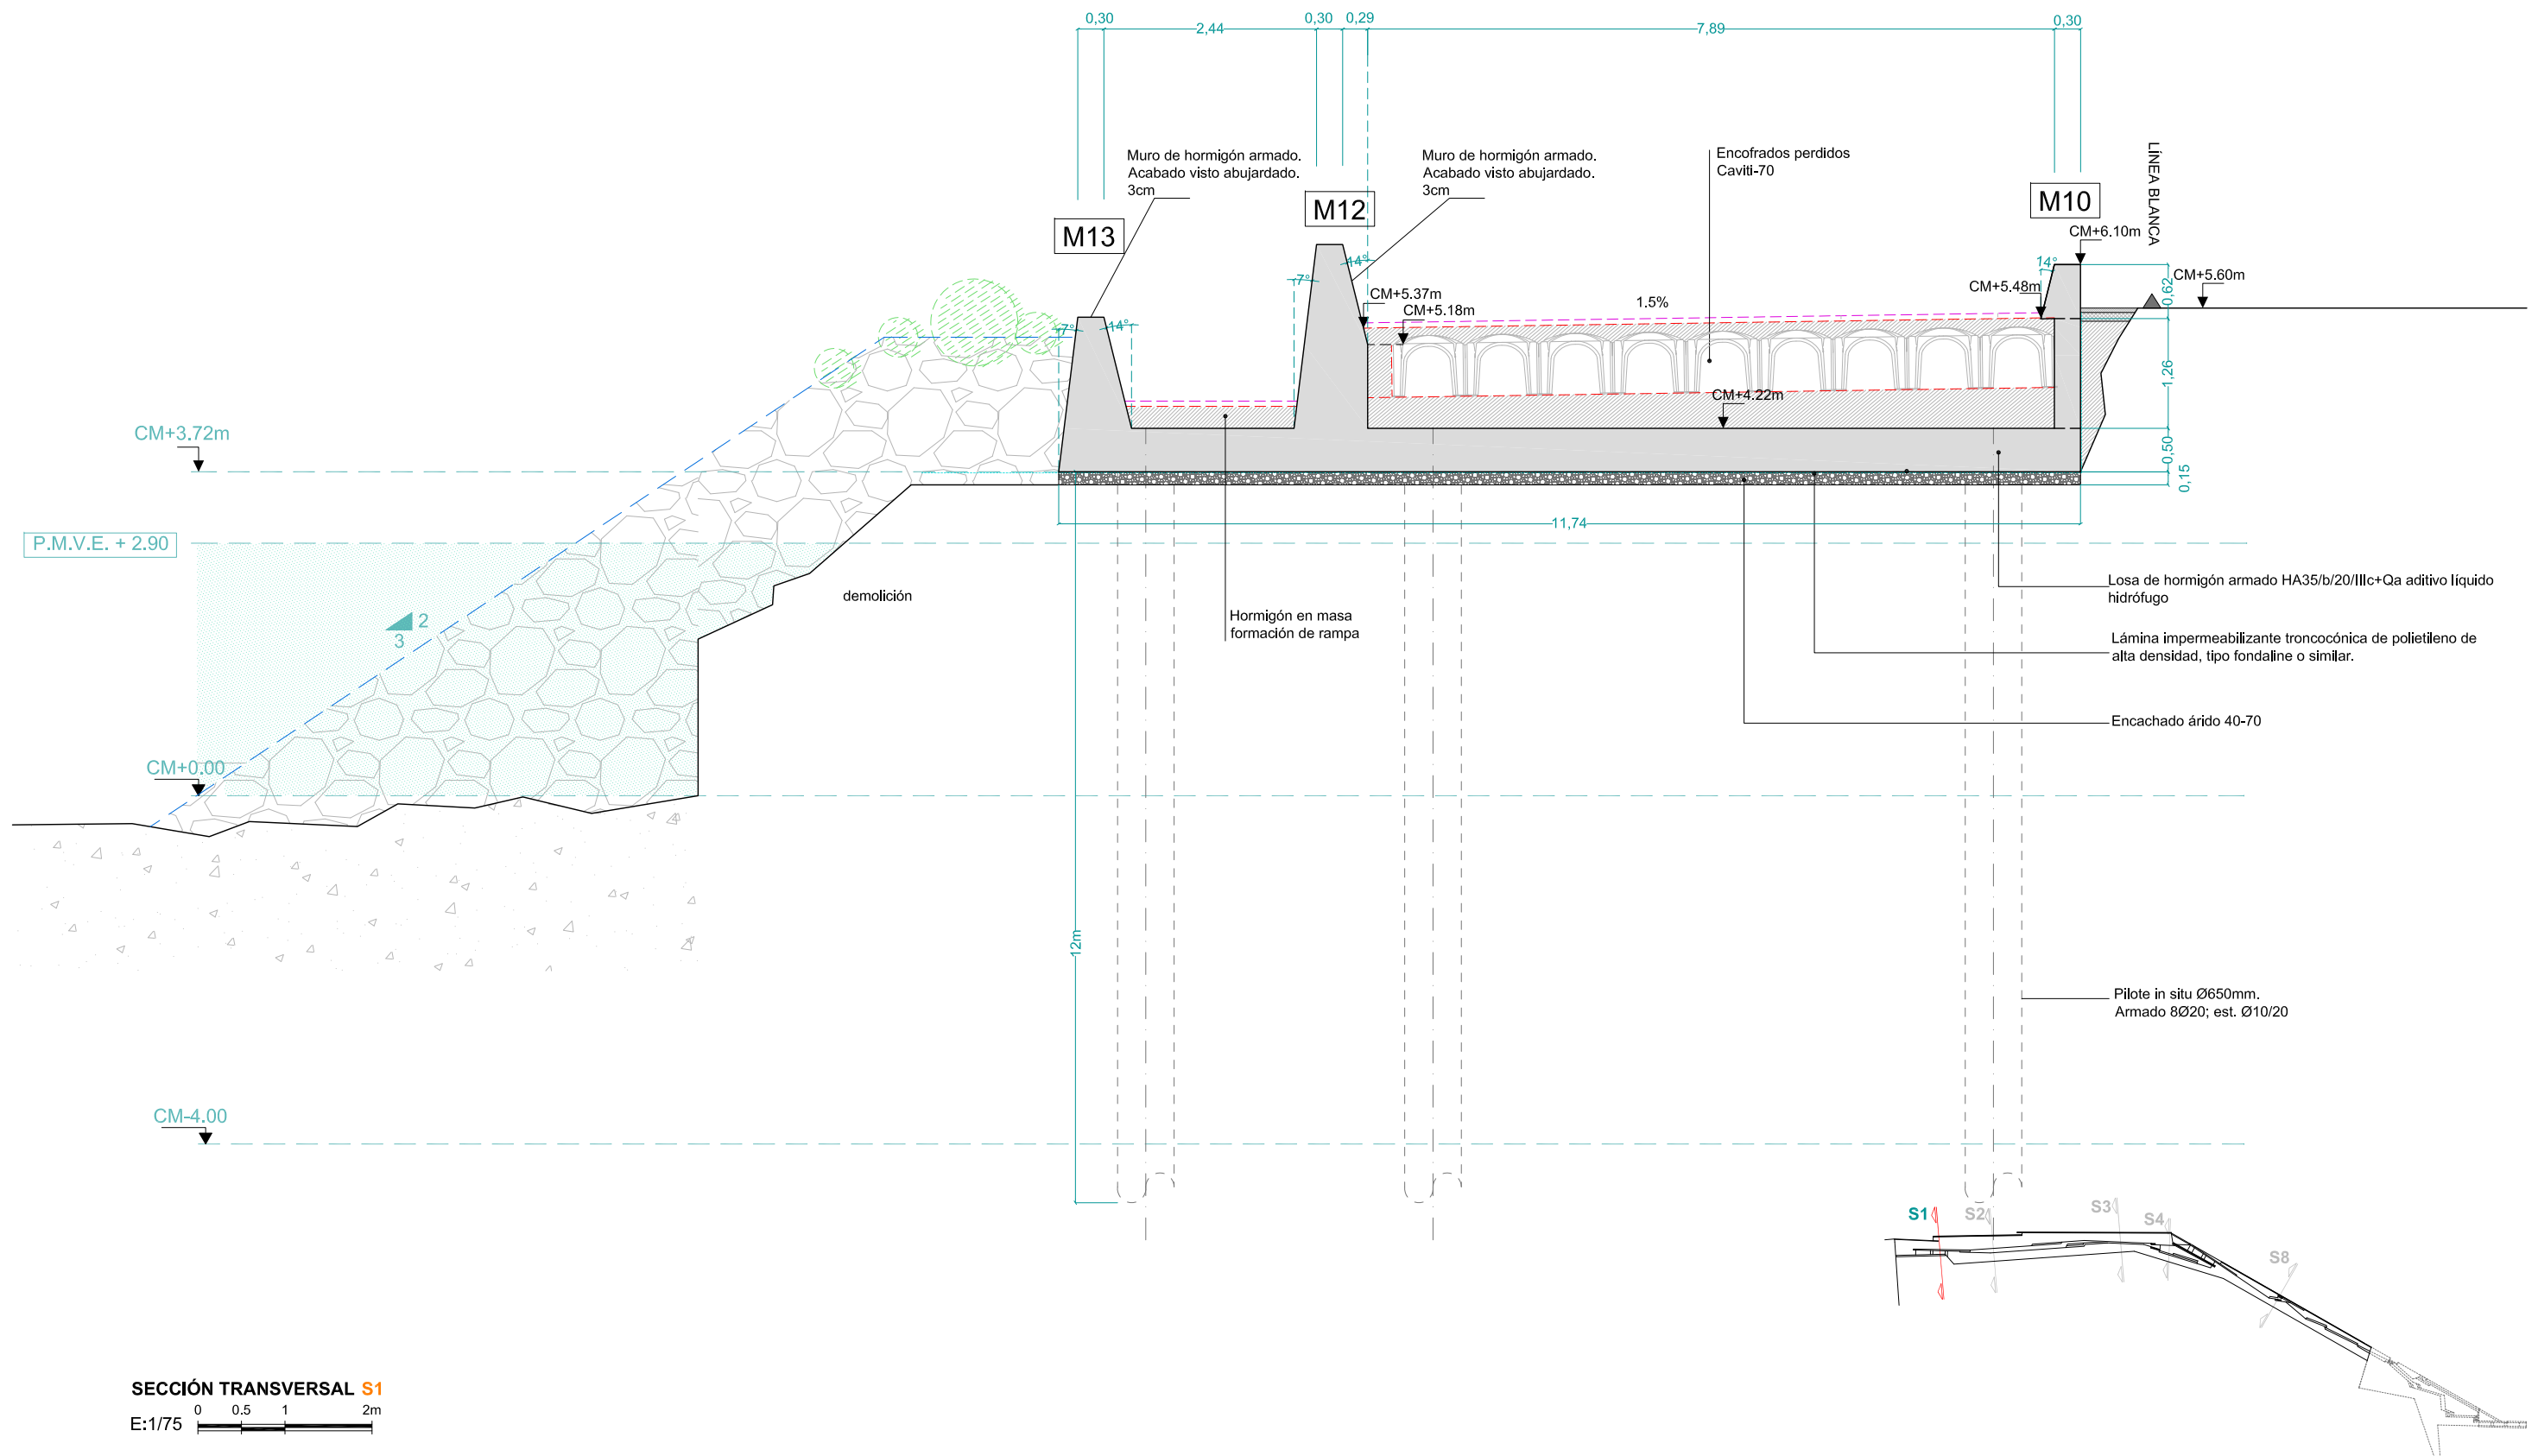 0,30
2,44
0,30
0,29
7,89
0,30
Muro de hormigón armado.
Acabado visto abujardado.
3cm
Muro de hormigón armado.
Acabado visto abujardado.
3cm
Encofrados perdidos
Caviti-70
LÍNEA BLANCA
M13
M12
M10
CM+6.10m
14°
7°
14°
CM+5.60m
CM+5.48m
CM+5.37m
CM+5.18m
1.5%
0,62
7°
14°
1,26
CM+4.22m
CM+3.72m
0,50
0,15
11,74
P.M.V.E. + 2.90
2
3
demolición
Hormigón en masa
formación de rampa
Losa de hormigón armado HA35/b/20/IIIc+Qa aditivo líquido
hidrófugo
Lámina impermeabilizante troncocónica de polietileno de
alta densidad, tipo fondaline o similar.
Encachado árido 40-70
CM+0.00
12m
Pilote in situ Ø650mm.
Armado 8Ø20; est. Ø10/20
CM-4.00
S1
S2
S3
S4
S8
SECCIÓN TRANSVERSAL S1
0 0.5 1 2m
E:1/75